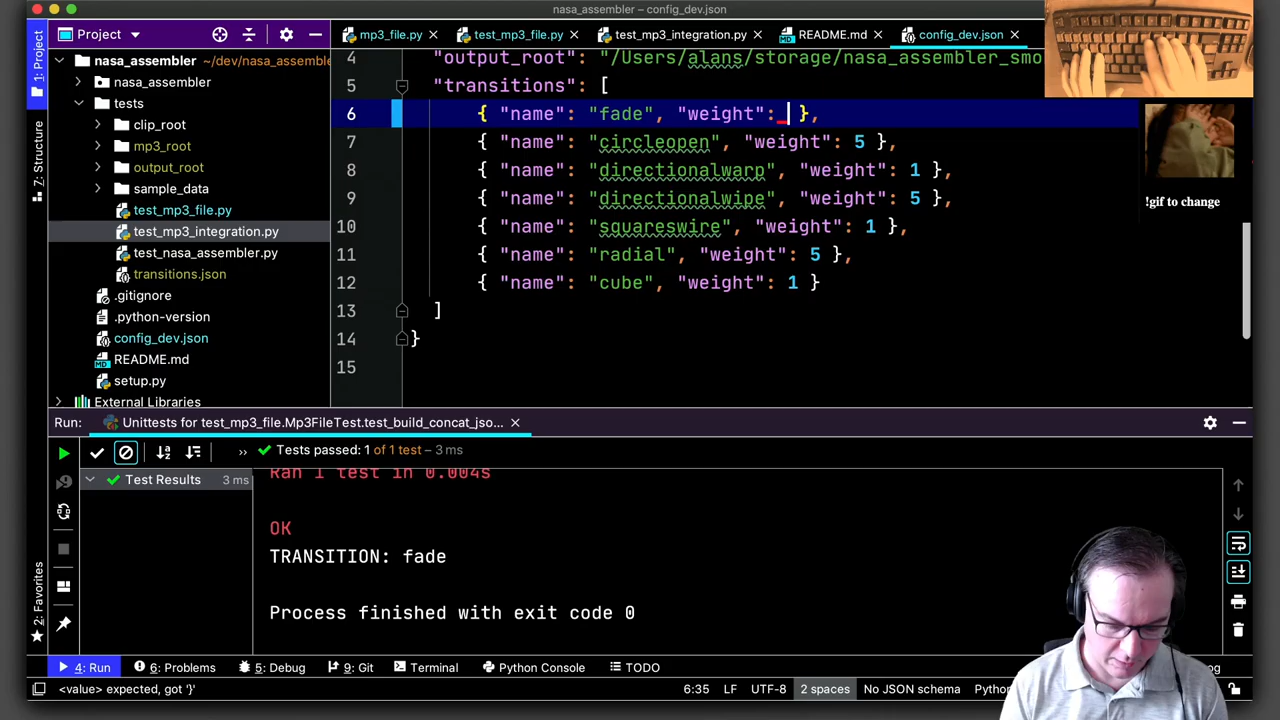 nasa_assembler – config_dev.json
Project
mp3_file.py
test_mp3_file.py
test_mp3_integration.py
README.md
config_dev.json
1: Project
7: Structure
2: Favorites
nasa_assembler ~/dev/nasa_assemble
nasa_assembler
tests
clip_root
mp3_root
output_root
sample_data
test_mp3_file.py
test_mp3_integration.py
test_nasa_assembler.py
transitions.json
.gitignore
.python-version
config_dev.json
README.md
setup.py
External Libraries
4 "output_root": "/Users/alans/storage/nasa_assembler_smo
5 "transitions": [
6 { "name": "fade", "weight": },
7 { "name": "circleopen", "weight": 5 },
8 { "name": "directionalwarp", "weight": 1 },
9 { "name": "directionalwipe", "weight": 5 },
10 { "name": "squareswire", "weight": 1 },
11 { "name": "radial", "weight": 5 },
12 { "name": "cube", "weight": 1 }
13 ]
14 }
15
!gif to change
Run: Unittests for test_mp3_file.Mp3FileTest.test_build_concat_jso...
Tests passed: 1 of 1 test – 3 ms
Test Results 3 ms
Ran 1 test in 0.004s
OK
TRANSITION: fade
Process finished with exit code 0
4: Run
6: Problems
5: Debug
9: Git
Terminal
Python Console
TODO
<value> expected, got '}'
6:35 LF UTF-8 2 spaces No JSON schema